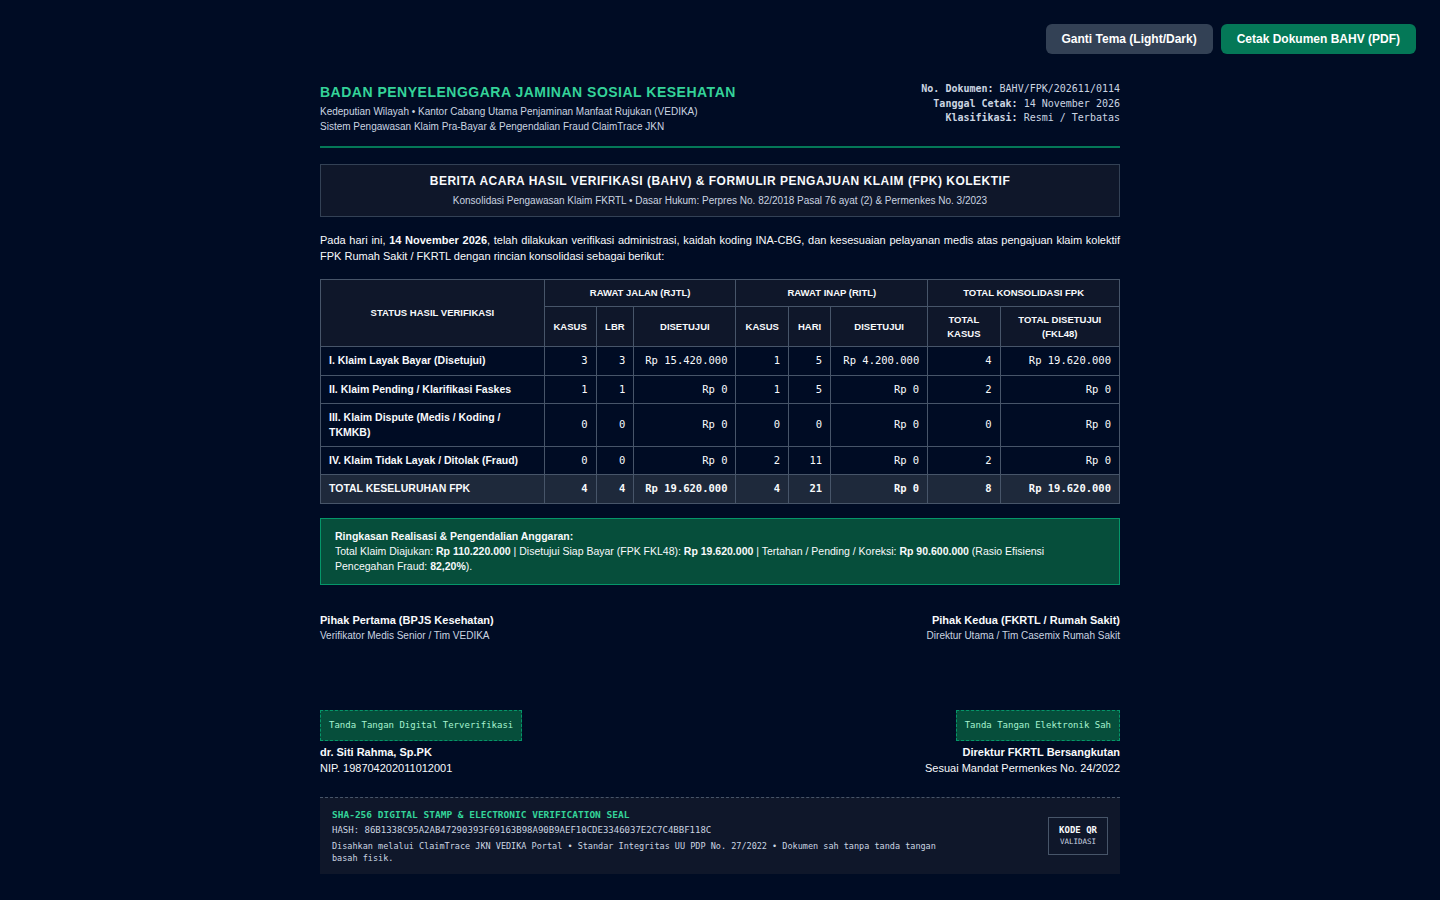 Ganti Tema (Light/Dark)
Cetak Dokumen BAHV (PDF)
BADAN PENYELENGGARA JAMINAN SOSIAL KESEHATAN
Kedeputian Wilayah • Kantor Cabang Utama Penjaminan Manfaat Rujukan (VEDIKA)
Sistem Pengawasan Klaim Pra-Bayar & Pengendalian Fraud ClaimTrace JKN
No. Dokumen: BAHV/FPK/202611/0114
Tanggal Cetak: 14 November 2026
Klasifikasi: Resmi / Terbatas
BERITA ACARA HASIL VERIFIKASI (BAHV) & FORMULIR PENGAJUAN KLAIM (FPK) KOLEKTIF
Konsolidasi Pengawasan Klaim FKRTL • Dasar Hukum: Perpres No. 82/2018 Pasal 76 ayat (2) & Permenkes No. 3/2023
Pada hari ini, 14 November 2026, telah dilakukan verifikasi administrasi, kaidah koding INA-CBG, dan kesesuaian pelayanan medis atas pengajuan klaim kolektif
FPK Rumah Sakit / FKRTL dengan rincian konsolidasi sebagai berikut:
STATUS HASIL VERIFIKASI RAWAT JALAN (RJTL) RAWAT INAP (RITL) TOTAL KONSOLIDASI FPK
KASUS LBR DISETUJUI KASUS HARI DISETUJUI TOTAL KASUS TOTAL DISETUJUI (FKL48)
I. Klaim Layak Bayar (Disetujui) 3 3 Rp 15.420.000 1 5 Rp 4.200.000 4 Rp 19.620.000
II. Klaim Pending / Klarifikasi Faskes 1 1 Rp 0 1 5 Rp 0 2 Rp 0
III. Klaim Dispute (Medis / Koding / TKMKB) 0 0 Rp 0 0 0 Rp 0 0 Rp 0
IV. Klaim Tidak Layak / Ditolak (Fraud) 0 0 Rp 0 2 11 Rp 0 2 Rp 0
TOTAL KESELURUHAN FPK 4 4 Rp 19.620.000 4 21 Rp 0 8 Rp 19.620.000
Ringkasan Realisasi & Pengendalian Anggaran:
Total Klaim Diajukan: Rp 110.220.000 | Disetujui Siap Bayar (FPK FKL48): Rp 19.620.000 | Tertahan / Pending / Koreksi: Rp 90.600.000 (Rasio Efisiensi
Pencegahan Fraud: 82,20%).
Pihak Pertama (BPJS Kesehatan)
Verifikator Medis Senior / Tim VEDIKA
Pihak Kedua (FKRTL / Rumah Sakit)
Direktur Utama / Tim Casemix Rumah Sakit
Tanda Tangan Digital Terverifikasi
dr. Siti Rahma, Sp.PK
NIP. 198704202011012001
Tanda Tangan Elektronik Sah
Direktur FKRTL Bersangkutan
Sesuai Mandat Permenkes No. 24/2022
SHA-256 DIGITAL STAMP & ELECTRONIC VERIFICATION SEAL
HASH: 86B1338C95A2AB47290393F69163B98A90B9AEF10CDE3346037E2C7C4BBF118C
Disahkan melalui ClaimTrace JKN VEDIKA Portal • Standar Integritas UU PDP No. 27/2022 • Dokumen sah tanpa tanda tangan
basah fisik.
KODE QR
VALIDASI